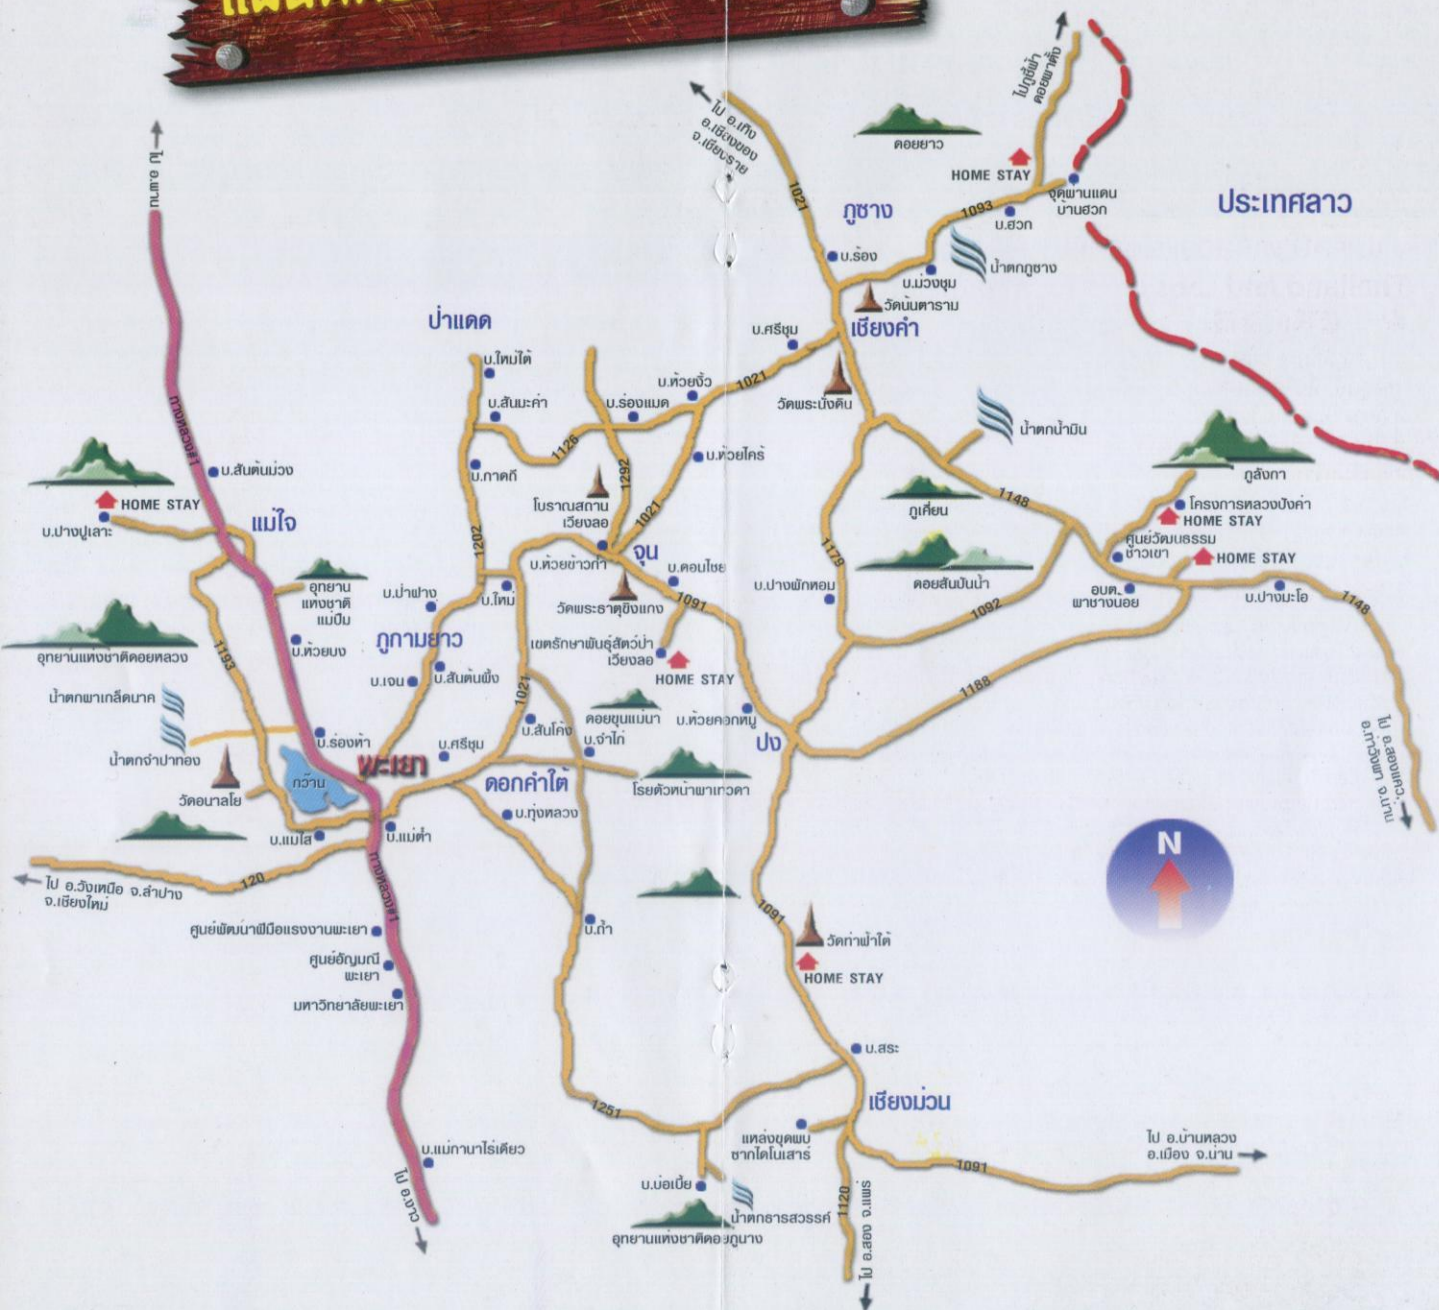 ไป อ.เทิง
อ.เชียงของ
จ.เชียงราย
ไปภูชี้ฟ้า
ดอยผาตั้ง
ดอยยาว
HOME STAY
จุดผ่านแดน
บ้านฮวก
ประเทศลาว
ไป อ.พาน
1021
ภูซาง
1093
บ.ฮวก
บ.ร้อง
บ.ม่วงชุม
น้ำตกภูซาง
วัดนันตาราม
เชียงคำ
ป่าแดด
บ.ศรีชุม
บ.ใหม่ใต้
บ.ห้วยงิ้ว
1021
บ.สันมะค่า
บ.ร่องแมด
วัดพระนั่งดิน
ทางหลวง#1
1126
น้ำตกน้ำมิน
บ.สันต้นม่วง
บ.กาดถี
1292
บ.ห้วยไคร้
ภูลังกา
HOME STAY
บ.ปางปูเลาะ
แม่ใจ
โบราณสถาน
เวียงลอ
1021
ภูเคียน
1148
โครงการหลวงปังค่า
HOME STAY
1202
บ.ห้วยข้าวก่ำ
จุน
1179
ศูนย์วัฒนธรรม
ชาวเขา
HOME STAY
อุทยาน
แห่งชาติ
แม่ปืม
บ.ป่าฝาง
บ.ใหม่
วัดพระธาตุขิงแกง
บ.ดอนไชย
1091
บ.ปางผักหอม
ดอยสันปันน้ำ
1092
อบต.
ผาช้างน้อย
บ.ปางมะโอ
1148
อุทยานแห่งชาติดอยหลวง
1193
บ.ห้วยบง
ภูกามยาว
เขตรักษาพันธุ์สัตว์ป่า
เวียงลอ
HOME STAY
บ.เจน
บ.สันต้นผึ้ง
1021
1188
น้ำตกผาเกล็ดนาค
น้ำตกจำปาทอง
บ.ร่องห้า
บ.สันโค้ง
ดอยขุนแม่นา
บ.ห้วยคอกหมู
ปง
บ.จำไก่
ไป อ.สองแคว
อ.ท่าวังผา จ.น่าน
พะเยา
บ.ศรีชุม
กว๊าน
วัดอนาลโย
ดอกคำใต้
โรยตัวหน้าผาเทวดา
บ.ทุ่งหลวง
บ.แม่ใส
บ.แม่ต๋ำ
N
120
ไป อ.วังเหนือ จ.ลำปาง
จ.เชียงใหม่
ทางหลวง#1
ศูนย์พัฒนาฝีมือแรงงานพะเยา
ศูนย์อัญมณี
พะเยา
มหาวิทยาลัยพะเยา
บ.ถ้ำ
1091
วัดท่าฟ้าใต้
HOME STAY
บ.สระ
1251
เชียงม่วน
แหล่งขุดพบ
ซากไดโนเสาร์
บ.แม่กานาไร่เดียว
ไป อ.งาว
ไป อ.บ้านหลวง
อ.เมือง จ.น่าน
1091
บ.บ่อเบี้ย
น้ำตกธารสวรรค์
อุทยานแห่งชาติดอยภูนาง
1120
ไป อ.สอง จ.แพร่